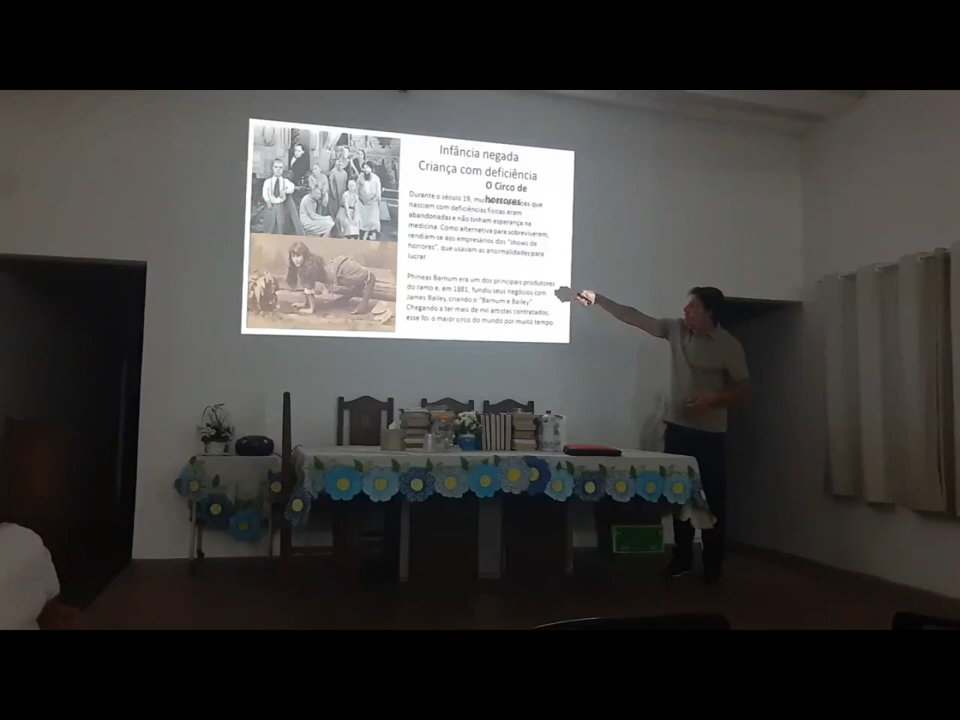 Infância negada
Criança com deficiência
O Circo de
horrores
Durante o século 19, que
nasciam com deficiências físicas eram
abandonadas e não tinham esperança na
medicina. Como alternativa para sobreviverem,
rendiam-se aos empresários dos "shows de
horrores", que usavam as anormalidades para
lucrar.
Phineas Barnum era um dos principais produtores
do ramo e, em 1881, fundiu seus negócios com
James Bailey, criando o "Barnum e Bailey".
Chegando a ter mais de mil artistas contratados,
esse foi o maior circo do mundo por muito tempo.